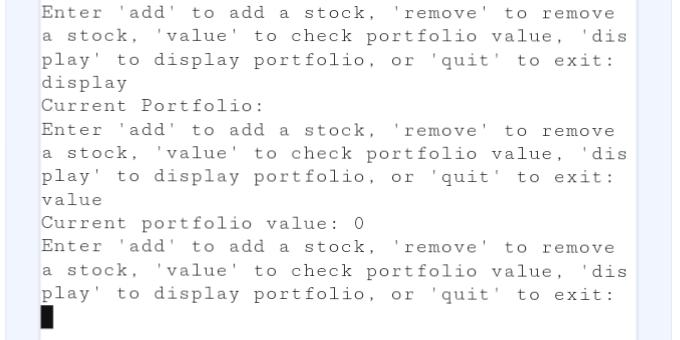 Enter 'add' to add a stock, 'remove' to remove
a stock, 'value' to check portfolio value, 'dis
play' to display portfolio, or 'quit' to exit:
display
Current Portfolio:
Enter 'add' to add a stock, 'remove' to remove
a stock, 'value' to check portfolio value, 'dis
play' to display portfolio, or 'quit' to exit:
value
Current portfolio value: 0
Enter 'add' to add a stock, 'remove' to remove
a stock, 'value' to check portfolio value, 'dis
play' to display portfolio, or 'quit' to exit: